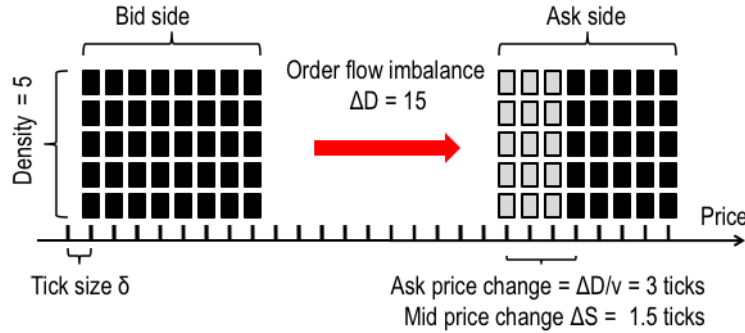 Bid side
Ask side
Order flow imbalance
ΔD = 15
Density = 5
Price
Tick size δ
Ask price change = ΔD/v = 3 ticks
Mid price change ΔS = 1.5 ticks